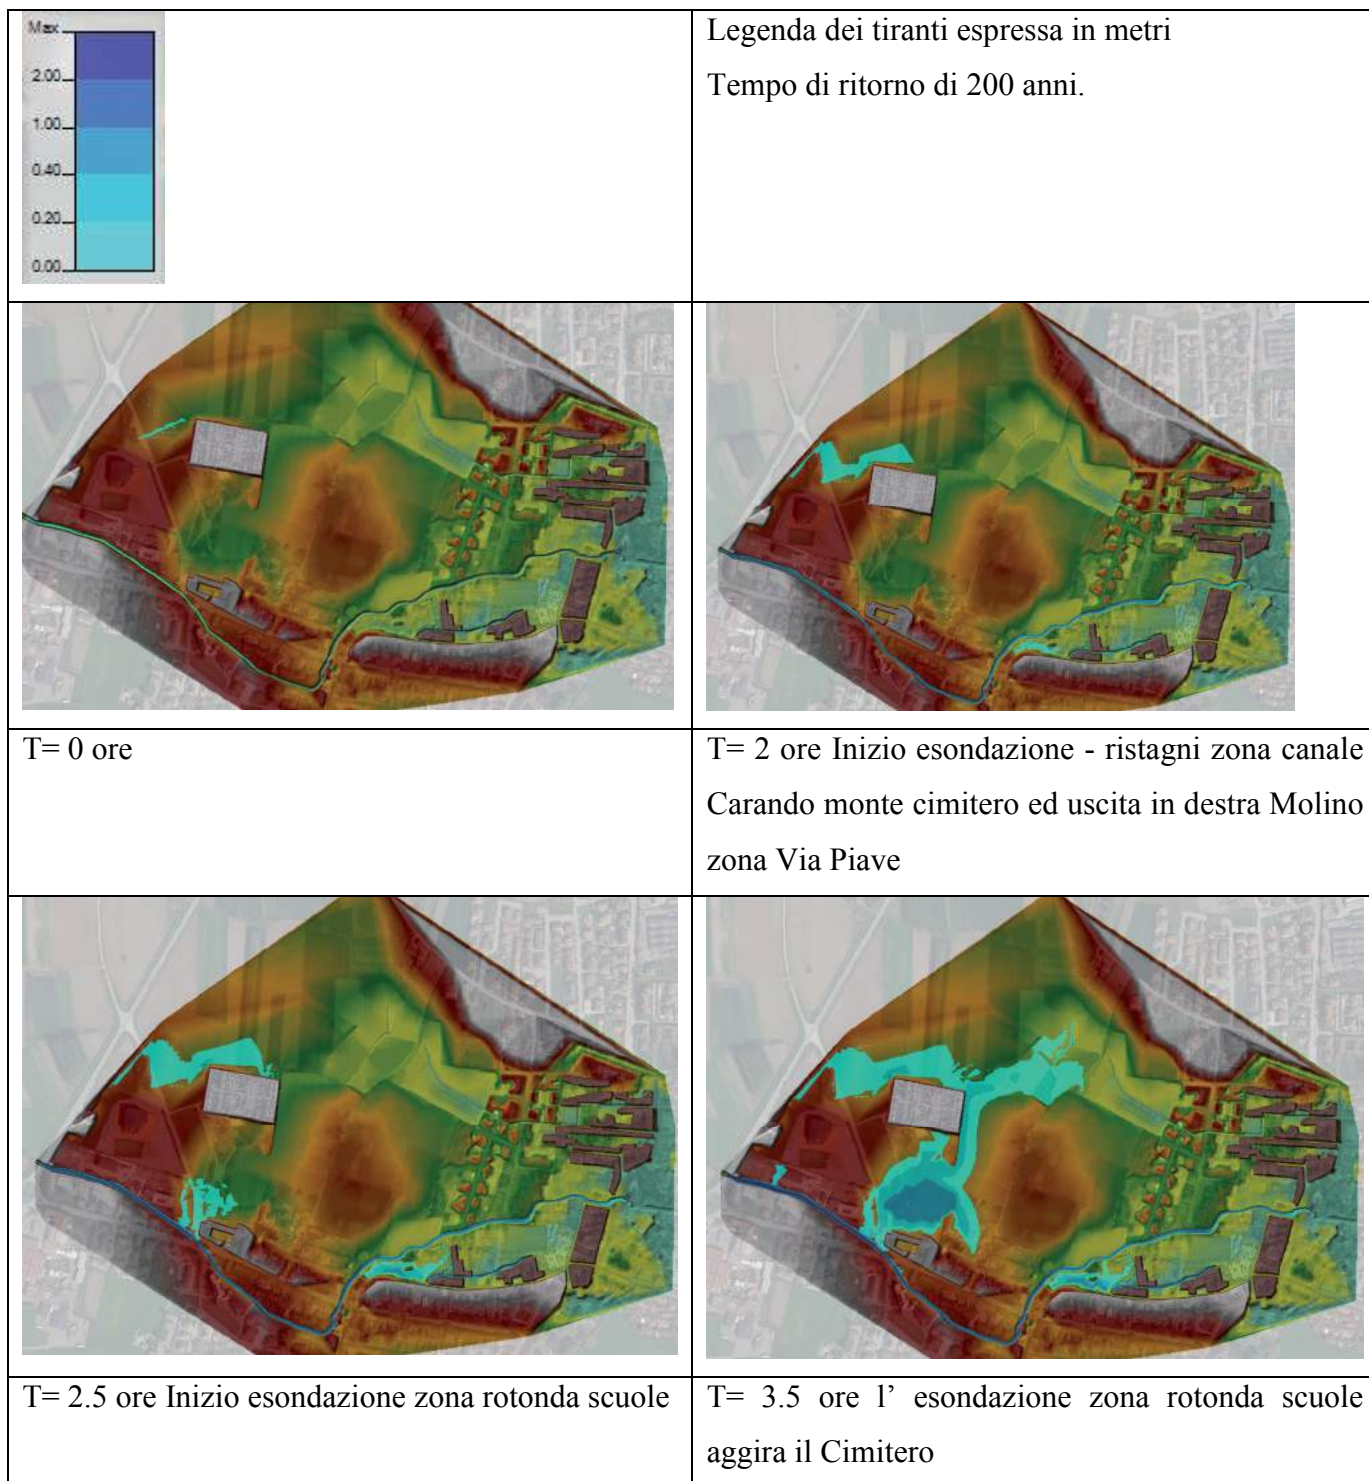 Max
2.00
1.00
0.40
0.20
0.00
Legenda dei tiranti espressa in metri
Tempo di ritorno di 200 anni.
T= 0 ore
T= 2 ore Inizio esondazione - ristagni zona canale
Carando monte cimitero ed uscita in destra Molino
zona Via Piave
T= 2.5 ore Inizio esondazione zona rotonda scuole
T= 3.5 ore l’ esondazione zona rotonda scuole
aggira il Cimitero